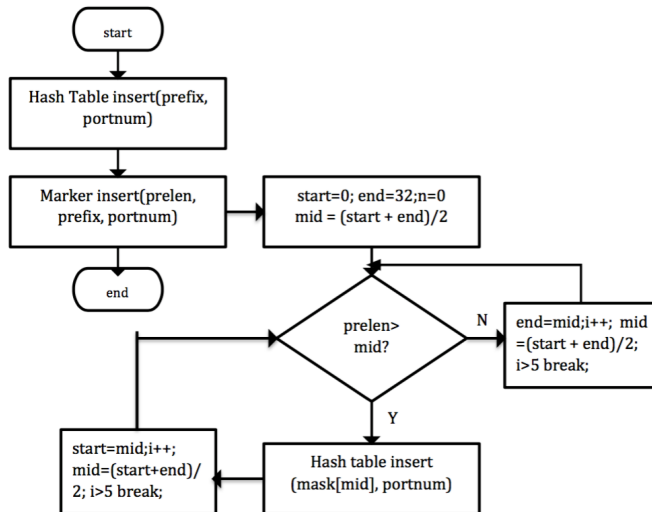 start
Hash Table insert(prefix,
portnum)
Marker insert(prelen,
prefix, portnum)
start=0; end=32;n=0
mid = (start + end)/2
end
prelen>
mid?
N
end=mid;i++; mid
=(start + end)/2;
i>5 break;
Y
start=mid;i++;
mid=(start+end)/
2; i>5 break;
Hash table insert
(mask[mid], portnum)